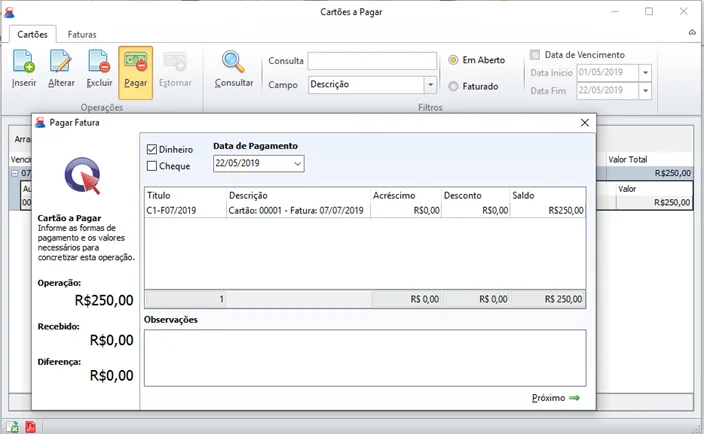 Cartões a Pagar
Cartões Faturas
Inserir Alterar Excluir Pagar Estornar Consultar
Operações
Consulta
Campo Descrição
Em Aberto
Faturado
Filtros
Data de Vencimento
Data Inicio 01/05/2019
Data Fim 22/05/2019
Pagar Fatura
Arra
Vencin
07
Au
00
Valor Total
R$250,00
Valor
R$250,00
Dinheiro
Cheque
Data de Pagamento
22/05/2019
Cartão a Pagar
Informe as formas de
pagamento e os valores
necessários para
concretizar esta operação.
Operação:
R$250,00
Recebido:
R$0,00
Diferença:
R$0,00
Titulo Descrição Acréscimo Desconto Saldo
C1-F07/2019 Cartão: 00001 - Fatura: 07/07/2019 R$0,00 R$0,00 R$250,00
1 R$ 0,00 R$ 0,00 R$ 250,00
Observações
Próximo